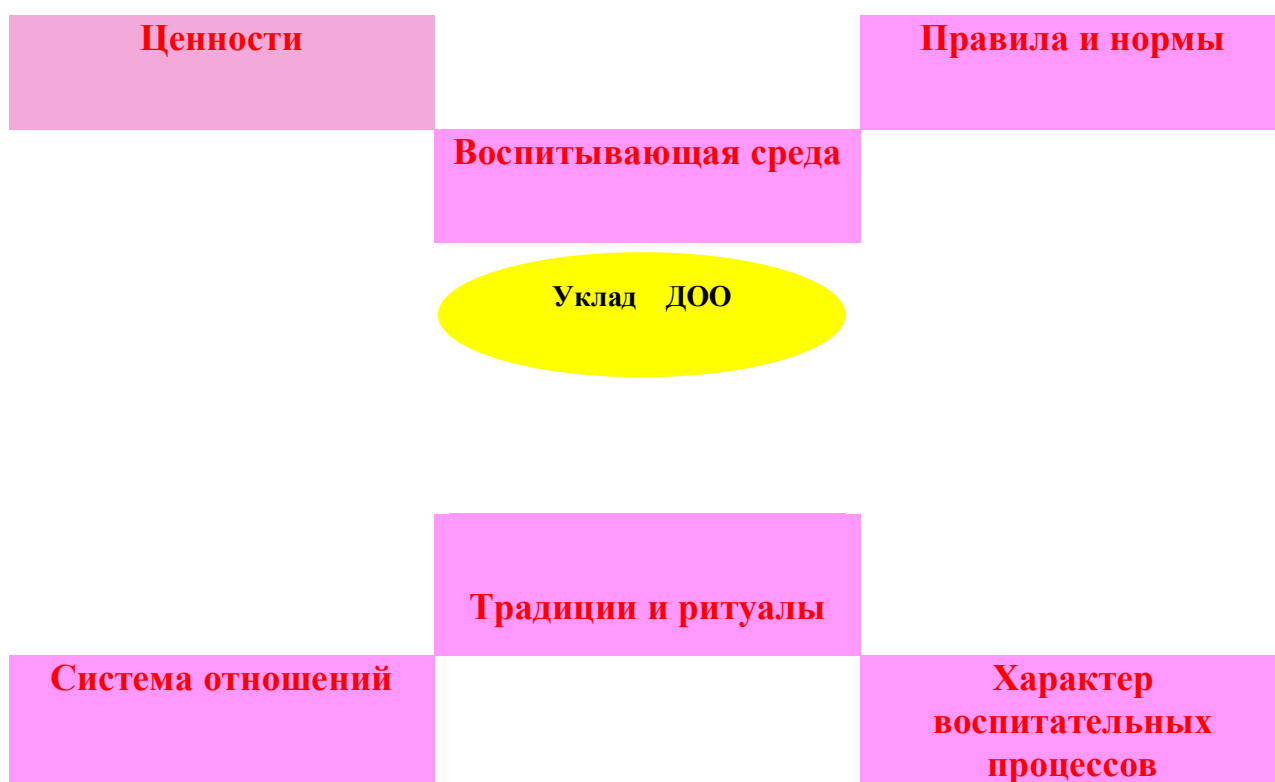 Ценности
Правила и нормы
Воспитывающая среда
Уклад ДОО
Традиции и ритуалы
Система отношений
Характер
воспитательных
процессов